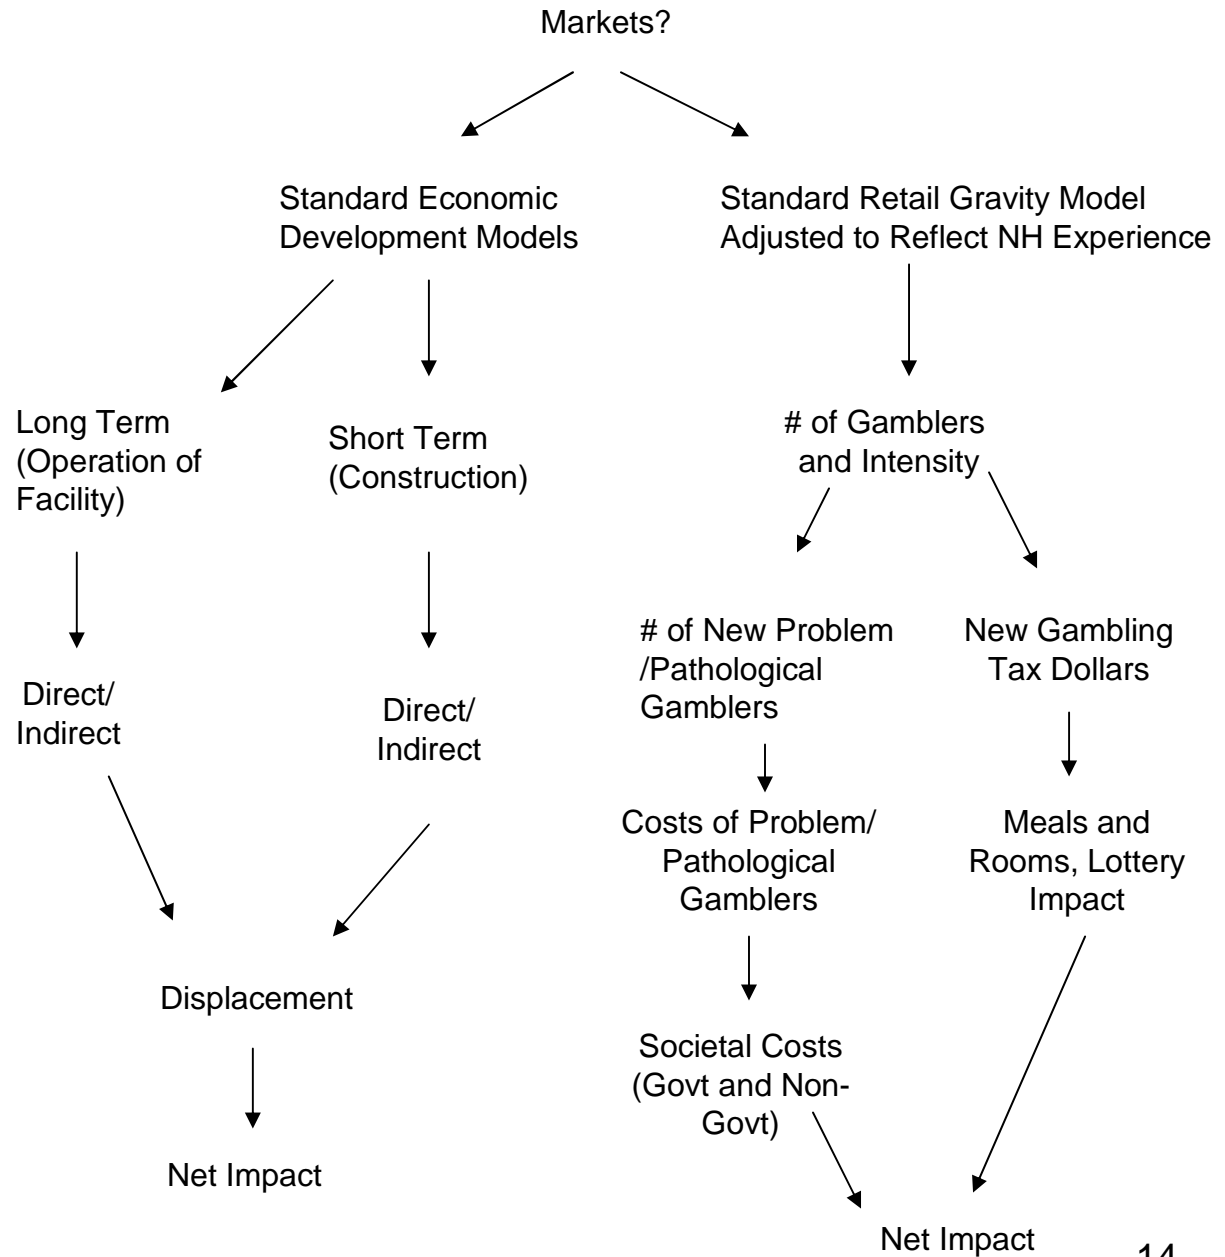 Markets?
Standard Economic
Development Models
Standard Retail Gravity Model
Adjusted to Reflect NH Experience
Long Term
(Operation of
Facility)
Short Term
(Construction)
# of Gamblers
and Intensity
# of New Problem
/Pathological
Gamblers
New Gambling
Tax Dollars
Direct/
Indirect
Direct/
Indirect
Costs of Problem/
Pathological
Gamblers
Meals and
Rooms, Lottery
Impact
Displacement
Societal Costs
(Govt and Non-
Govt)
Net Impact
Net Impact
14